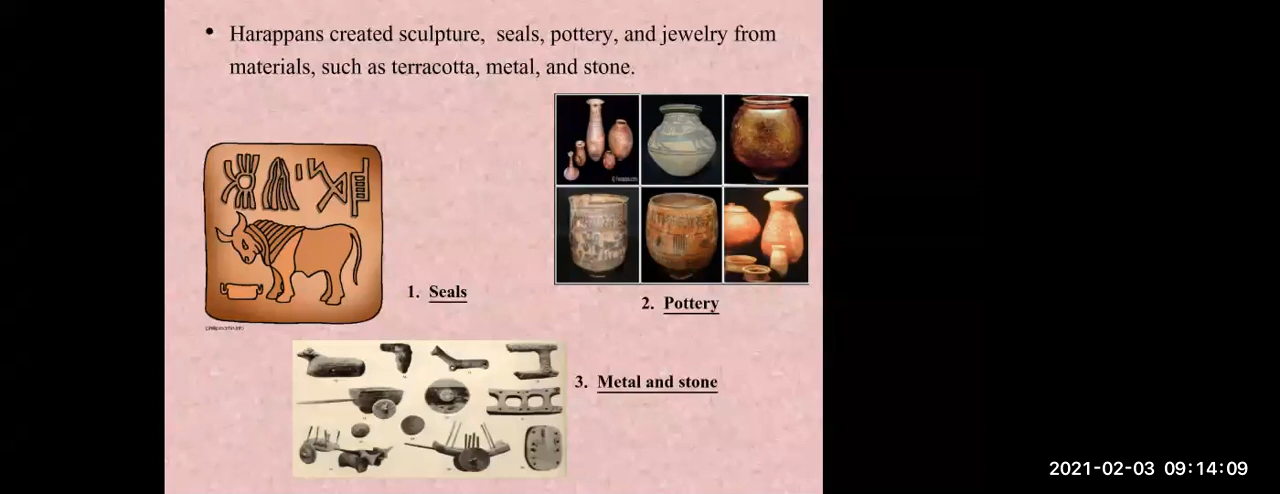 • Harappans created sculpture, seals, pottery, and jewelry from
materials, such as terracotta, metal, and stone.
1. Seals
2. Pottery
3. Metal and stone
2021-02-03 09:14:09